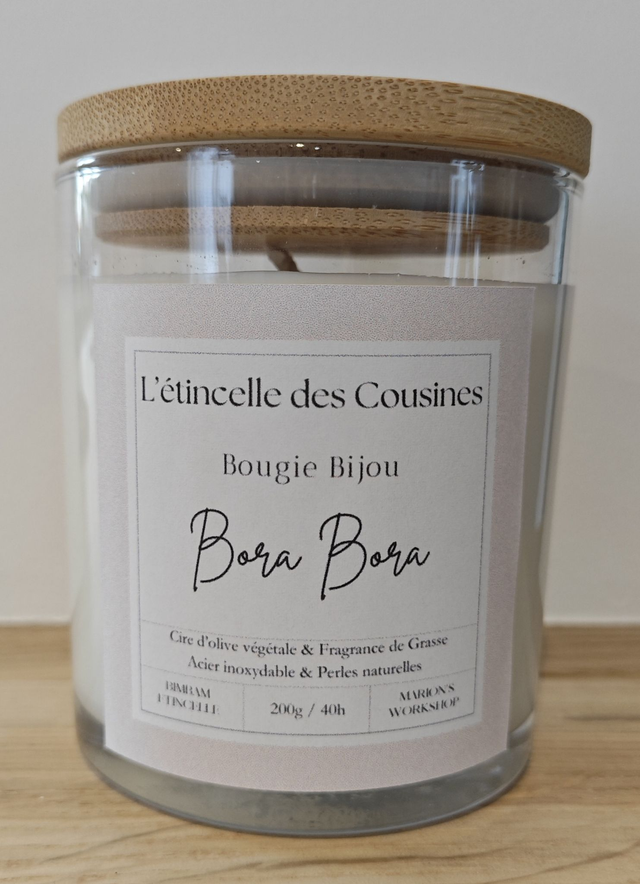 L'étincelle des Cousines
Bougie Bijou
Bora Bora
Cire d'olive végétale & Fragrance de Grasse
Acier inoxydable & Perles naturelles
BIMBAM
ETINCELLE
200g / 40h
MARION'S
WORKSHOP